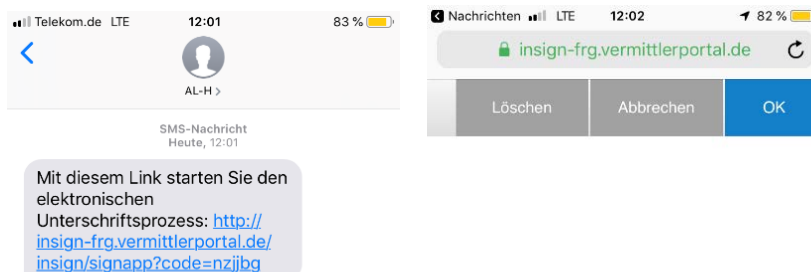 Telekom.de LTE 12:01 83 %
AL-H >
SMS-Nachricht
Heute, 12:01
Mit diesem Link starten Sie den
elektronischen
Unterschriftsprozess: http://
insign-frg.vermittlerportal.de/
insign/signapp?code=nzjjbg
Nachrichten LTE 12:02 82 %
insign-frg.vermittlerportal.de
Löschen Abbrechen OK